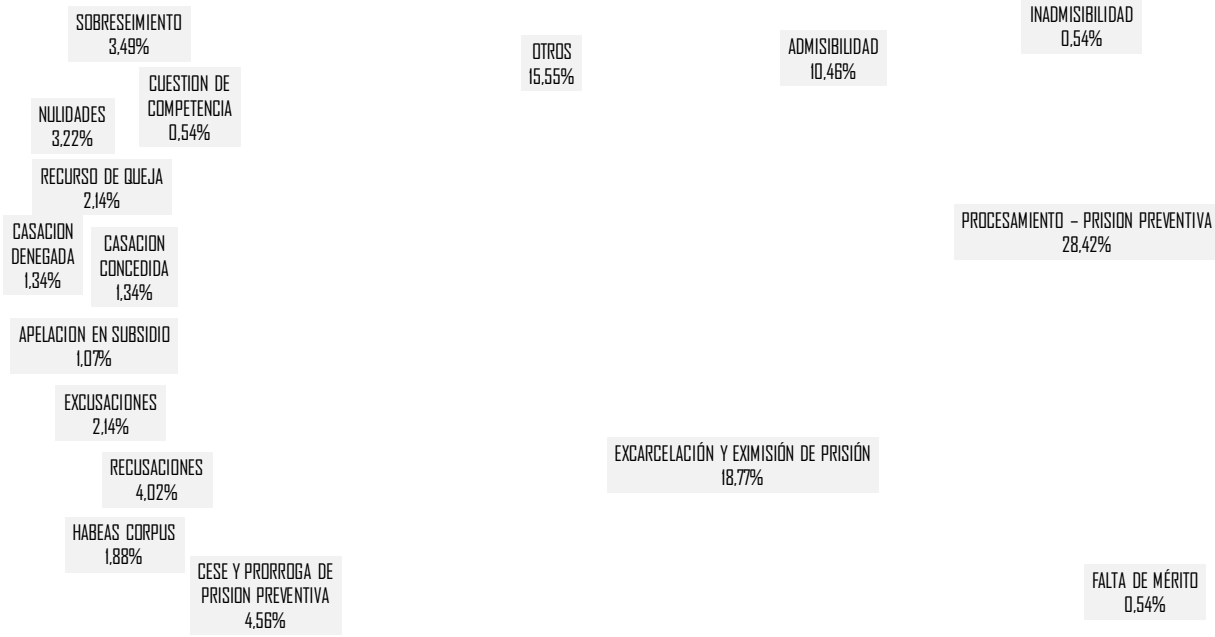 SOBRESEIMIENTO
3,49%
OTROS
15,55%
ADMISIBILIDAD
10,46%
INADMISIBILIDAD
0,54%
CUESTION DE
COMPETENCIA
0,54%
NULIDADES
3,22%
RECURSO DE QUEJA
2,14%
CASACION
DENEGADA
1,34%
CASACION
CONCEDIDA
1,34%
PROCESAMIENTO – PRISION PREVENTIVA
28,42%
APELACION EN SUBSIDIO
1,07%
EXCUSACIONES
2,14%
RECUSACIONES
4,02%
EXCARCELACIÓN Y EXIMISIÓN DE PRISIÓN
18,77%
HABEAS CORPUS
1,88%
CESE Y PRORROGA DE
PRISION PREVENTIVA
4,56%
FALTA DE MÉRITO
0,54%